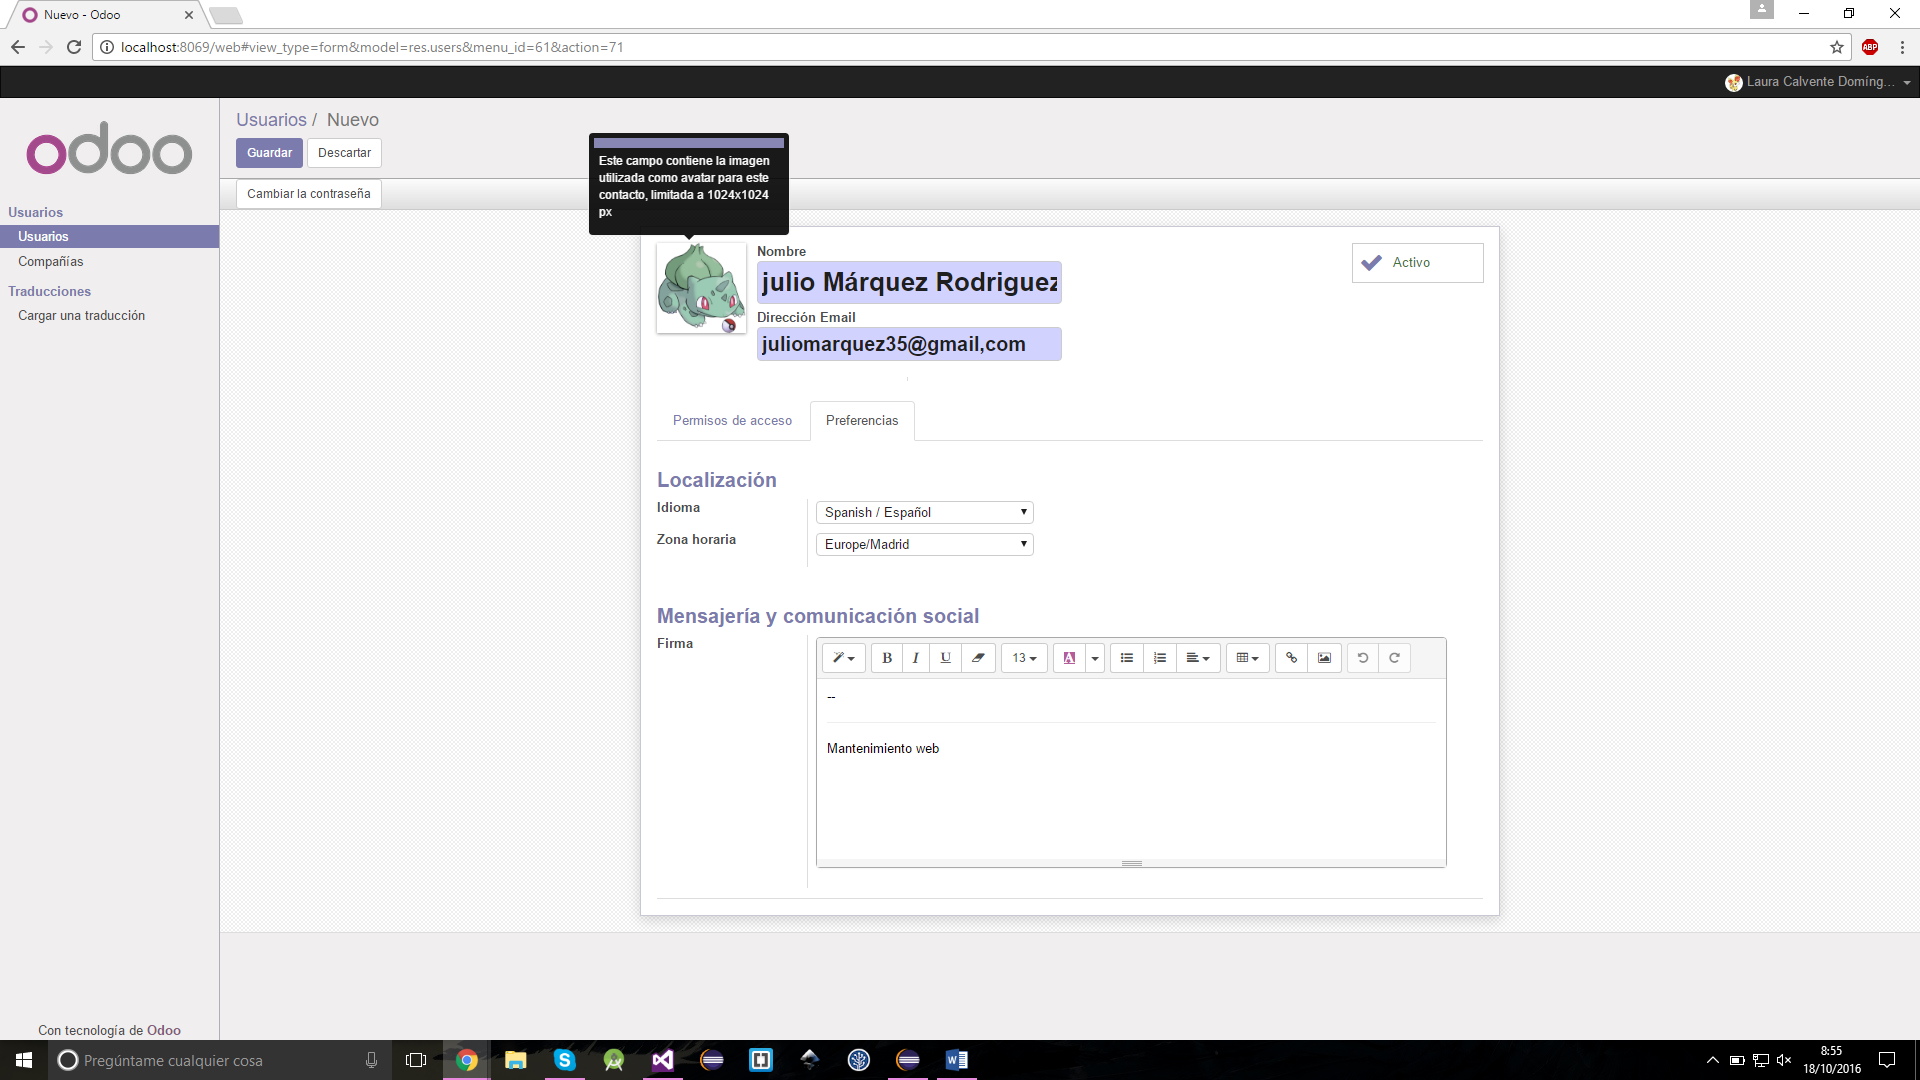 Nuevo - Odoo
localhost:8069/web#view_type=form&model=res.users&menu_id=61&action=71
ABP
Laura Calvente Domíng...
odoo
Usuarios / Nuevo
Guardar
Descartar
Cambiar la contraseña
Este campo contiene la imagen
utilizada como avatar para este
contacto, limitada a 1024x1024
px
Usuarios
Usuarios
Compañías
Traducciones
Cargar una traducción
Nombre
julio Márquez Rodriguez
Activo
Dirección Email
juliomarquez35@gmail,com
Permisos de acceso
Preferencias
Localización
Idioma
Spanish / Español
Zona horaria
Europe/Madrid
Mensajería y comunicación social
Firma
B I U 13 A
--
Mantenimiento web
Con tecnología de Odoo
Pregúntame cualquier cosa
8:55
18/10/2016